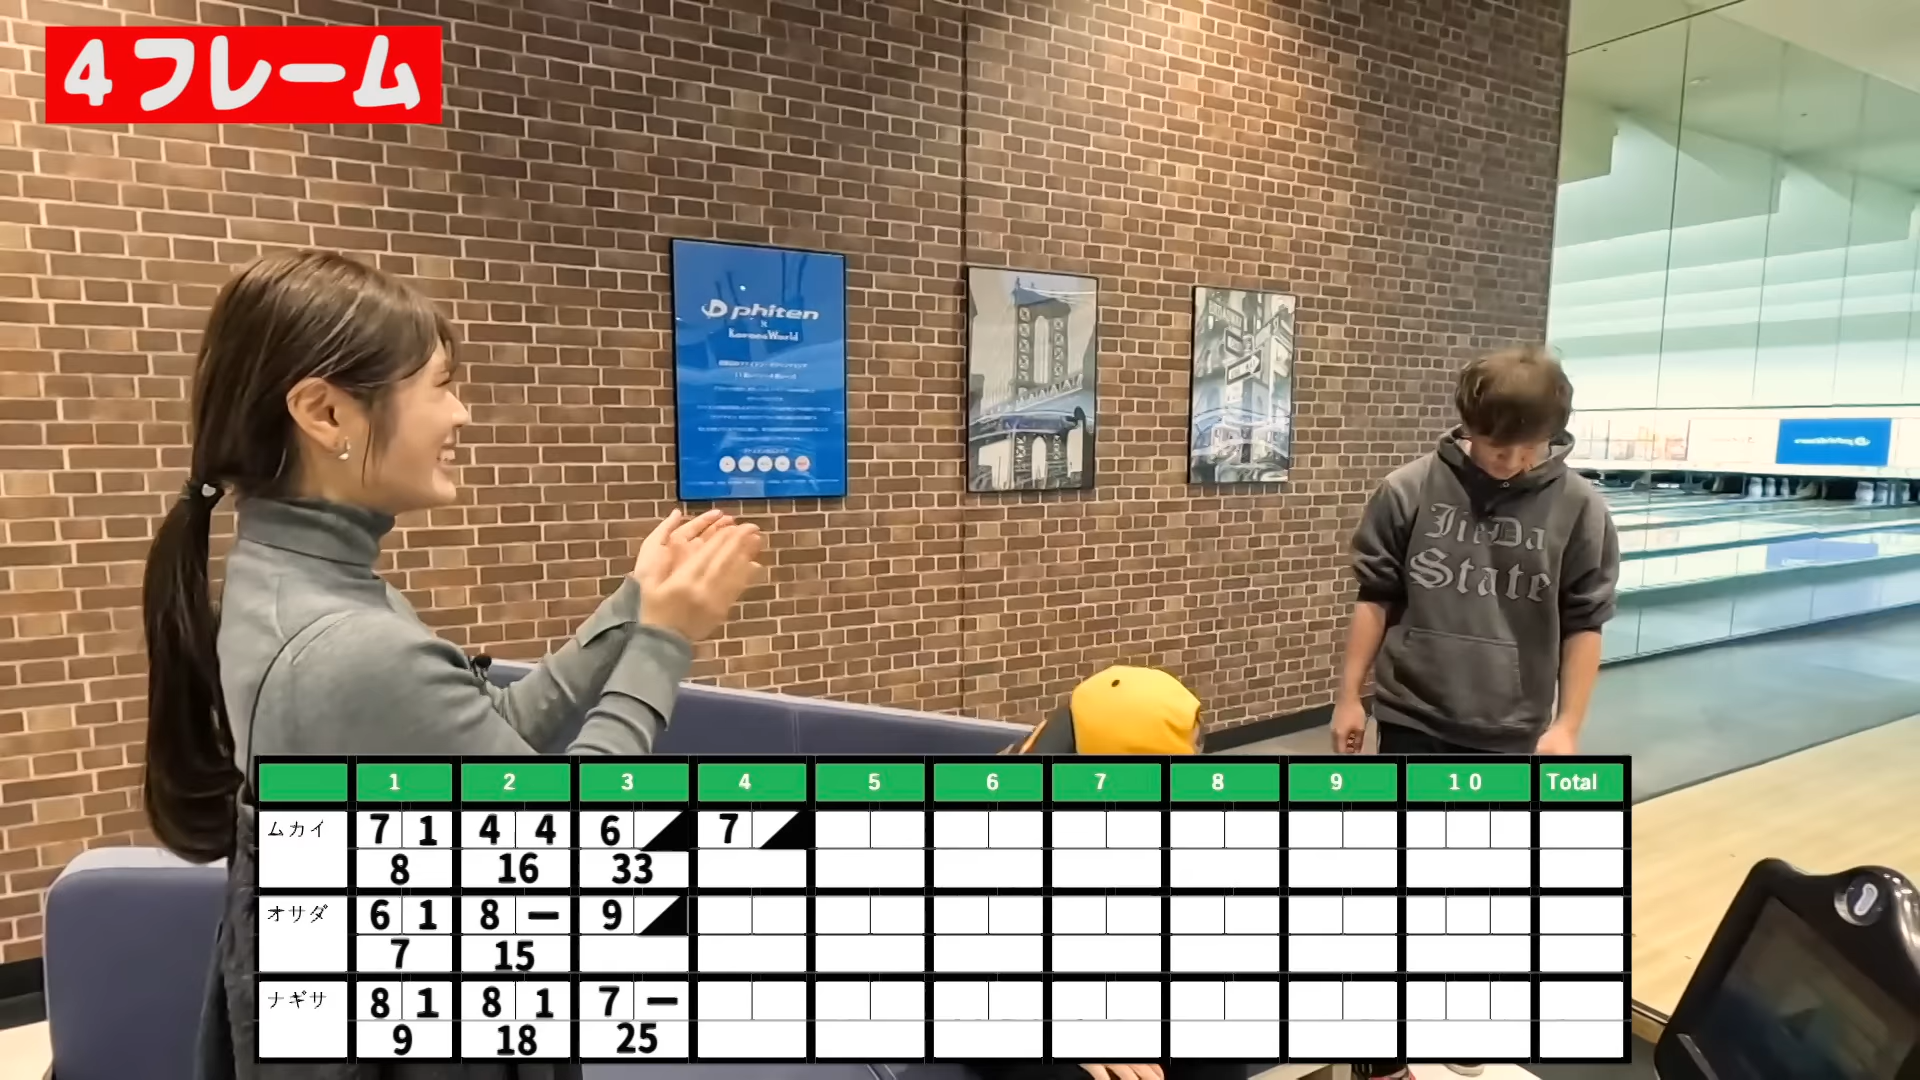 4フレーム
phiten
x
KoronaWorld
JieDa
State
1 2 3 4 5 6 7 8 9 10 Total
ムカイ 7 1 4 4 6 7
8 16 33
オサダ 6 1 8 - 9
7 15
ナギサ 8 1 8 1 7 -
9 18 25